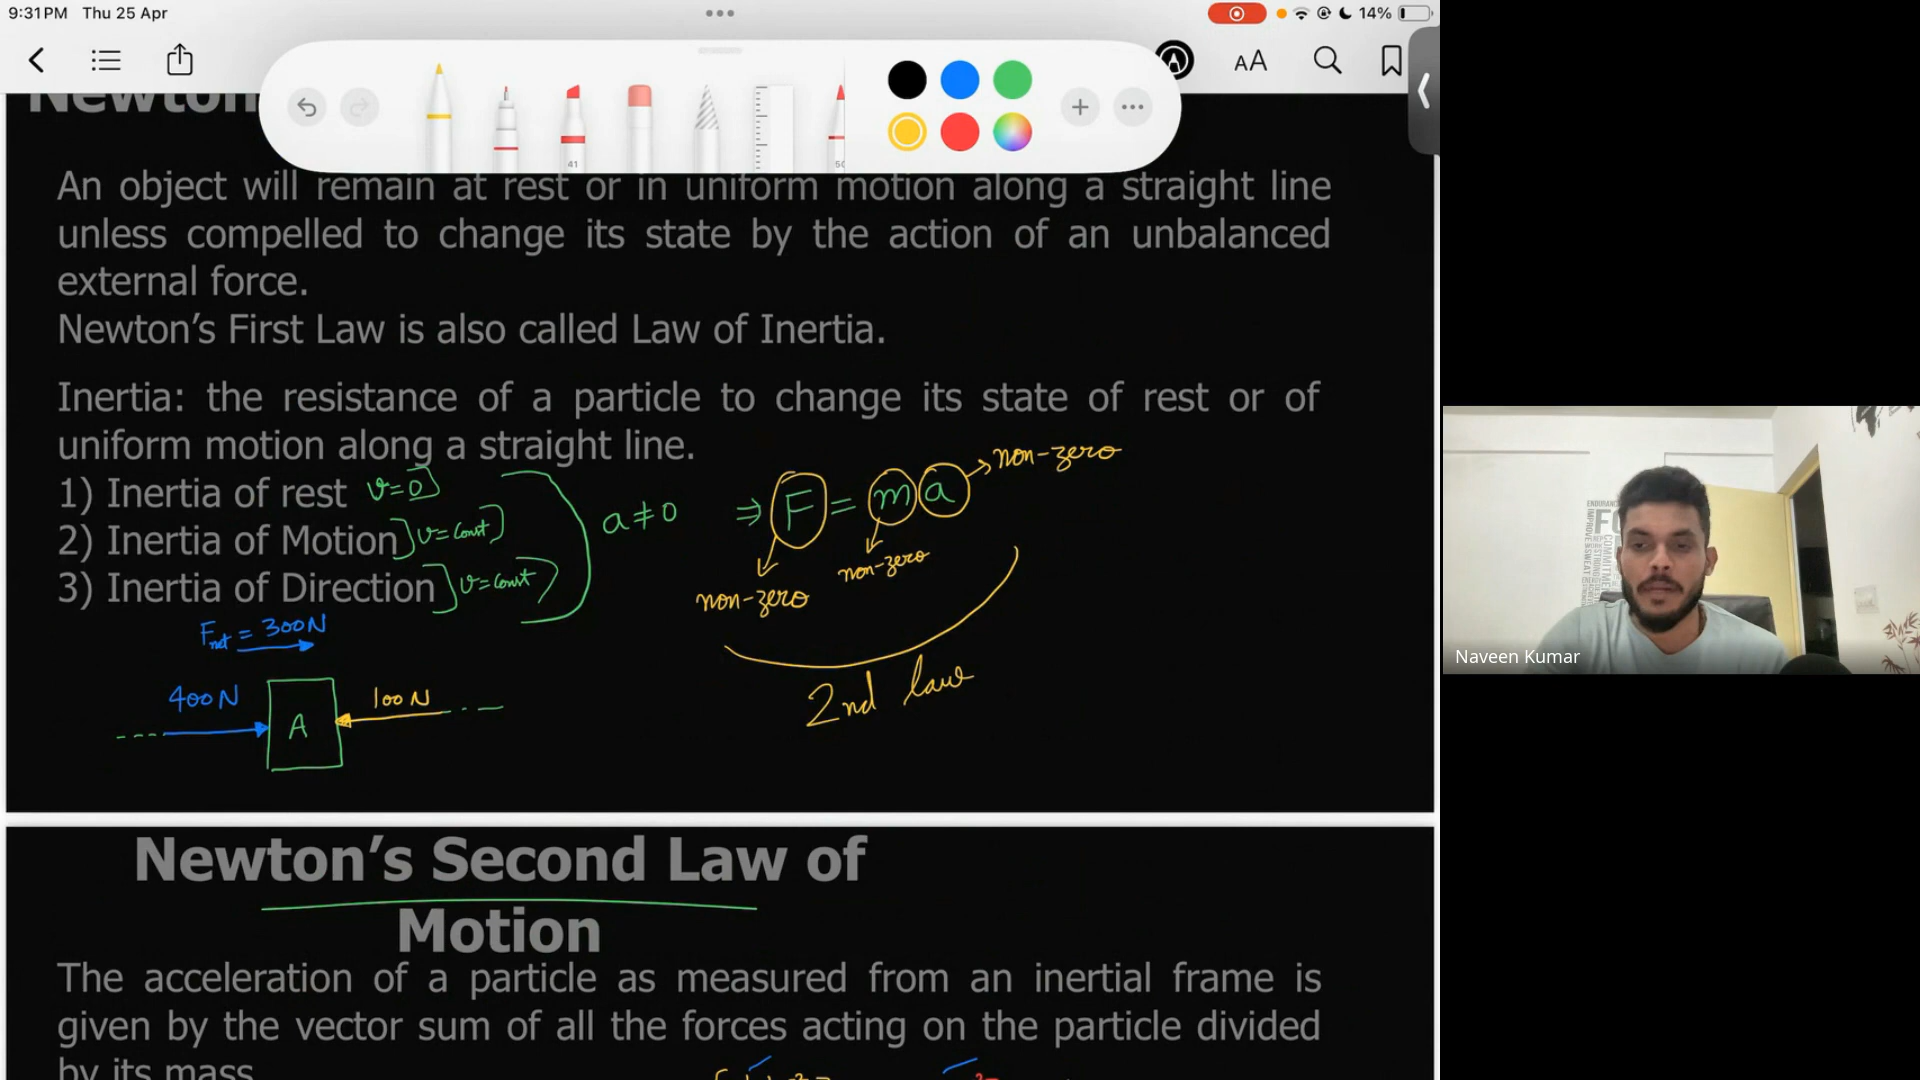 9:31 PM Thu 25 Apr
14%
AA
41
50
Newton
An object will remain at rest or in uniform motion along a straight line
unless compelled to change its state by the action of an unbalanced
external force.
Newton's First Law is also called Law of Inertia.
Inertia: the resistance of a particle to change its state of rest or of
uniform motion along a straight line.
1) Inertia of rest v=0
2) Inertia of Motion v=const
3) Inertia of Direction v=const
a≠0 ⇒ F = ma
non-zero
non-zero
non-zero
2nd law
Fnet = 300N
400N
A
100N
Newton's Second Law of
Motion
The acceleration of a particle as measured from an inertial frame is
given by the vector sum of all the forces acting on the particle divided
by its mass
Naveen Kumar